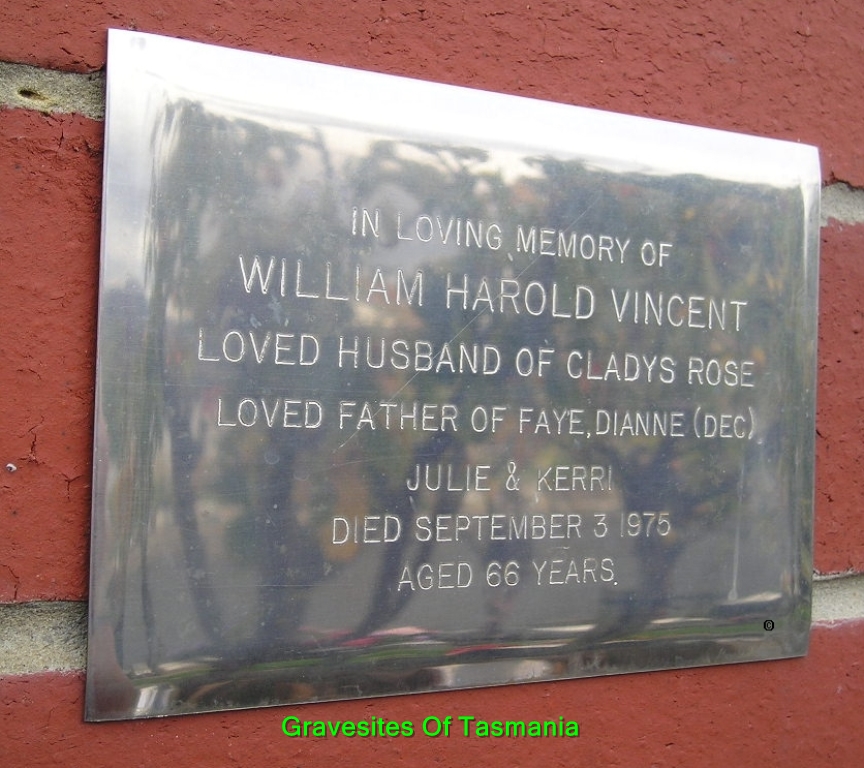 IN LOVING MEMORY OF
WILLIAM HAROLD VINCENT
LOVED HUSBAND OF CLADYS ROSE
LOVED FATHER OF FAYE, DIANNE (DEC)
JULIE & KERRI
DIED SEPTEMBER 3 1975
AGED 66 YEARS.
©
Gravesites Of Tasmania